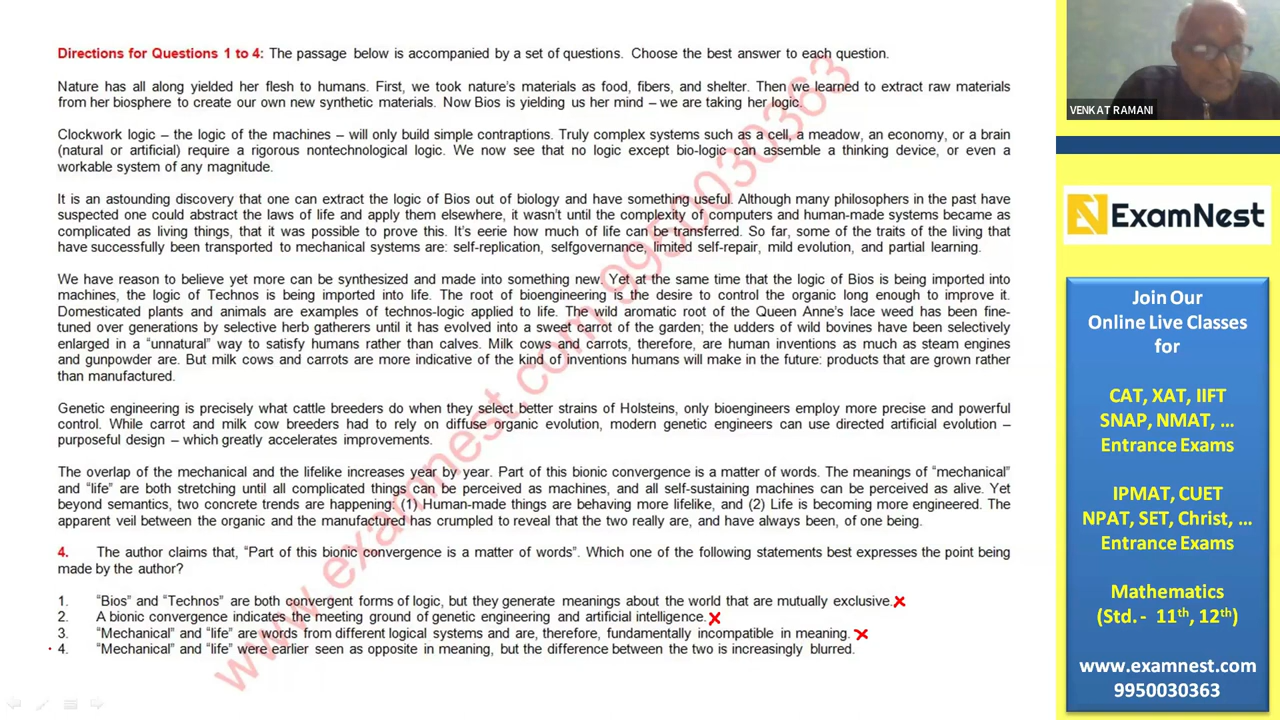 Directions for Questions 1 to 4: The passage below is accompanied by a set of questions. Choose the best answer to each question.
Nature has all along yielded her flesh to humans. First, we took nature's materials as food, fibers, and shelter. Then we learned to extract raw materials
from her biosphere to create our own new synthetic materials. Now Bios is yielding us her mind – we are taking her logic.
Clockwork logic – the logic of the machines – will only build simple contraptions. Truly complex systems such as a cell, a meadow, an economy, or a brain
(natural or artificial) require a rigorous nontechnological logic. We now see that no logic except bio-logic can assemble a thinking device, or even a
workable system of any magnitude.
It is an astounding discovery that one can extract the logic of Bios out of biology and have something useful. Although many philosophers in the past have
suspected one could abstract the laws of life and apply them elsewhere, it wasn't until the complexity of computers and human-made systems became as
complicated as living things, that it was possible to prove this. It's eerie how much of life can be transferred. So far, some of the traits of the living that
have successfully been transported to mechanical systems are: self-replication, selfgovernance, limited self-repair, mild evolution, and partial learning.
We have reason to believe yet more can be synthesized and made into something new. Yet at the same time that the logic of Bios is being imported into
machines, the logic of Technos is being imported into life. The root of bioengineering is the desire to control the organic long enough to improve it.
Domesticated plants and animals are examples of technos-logic applied to life. The wild aromatic root of the Queen Anne's lace weed has been fine-
tuned over generations by selective herb gatherers until it has evolved into a sweet carrot of the garden; the udders of wild bovines have been selectively
enlarged in a "unnatural" way to satisfy humans rather than calves. Milk cows and carrots, therefore, are human inventions as much as steam engines
and gunpowder are. But milk cows and carrots are more indicative of the kind of inventions humans will make in the future: products that are grown rather
than manufactured.
Genetic engineering is precisely what cattle breeders do when they select better strains of Holsteins, only bioengineers employ more precise and powerful
control. While carrot and milk cow breeders had to rely on diffuse organic evolution, modern genetic engineers can use directed artificial evolution –
purposeful design – which greatly accelerates improvements.
The overlap of the mechanical and the lifelike increases year by year. Part of this bionic convergence is a matter of words. The meanings of "mechanical"
and "life" are both stretching until all complicated things can be perceived as machines, and all self-sustaining machines can be perceived as alive. Yet
beyond semantics, two concrete trends are happening: (1) Human-made things are behaving more lifelike, and (2) Life is becoming more engineered. The
apparent veil between the organic and the manufactured has crumpled to reveal that the two really are, and have always been, of one being.
4. The author claims that, "Part of this bionic convergence is a matter of words". Which one of the following statements best expresses the point being
made by the author?
1. "Bios" and "Technos" are both convergent forms of logic, but they generate meanings about the world that are mutually exclusive.
2. A bionic convergence indicates the meeting ground of genetic engineering and artificial intelligence.
3. "Mechanical" and "life" are words from different logical systems and are, therefore, fundamentally incompatible in meaning.
4. "Mechanical" and "life" were earlier seen as opposite in meaning, but the difference between the two is increasingly blurred.
www.examnest.com 9950030363
VENKAT RAMANI
ExamNest
Join Our
Online Live Classes
for
CAT, XAT, IIFT
SNAP, NMAT, ...
Entrance Exams
IPMAT, CUET
NPAT, SET, Christ, ...
Entrance Exams
Mathematics
(Std. - 11th, 12th)
www.examnest.com
9950030363